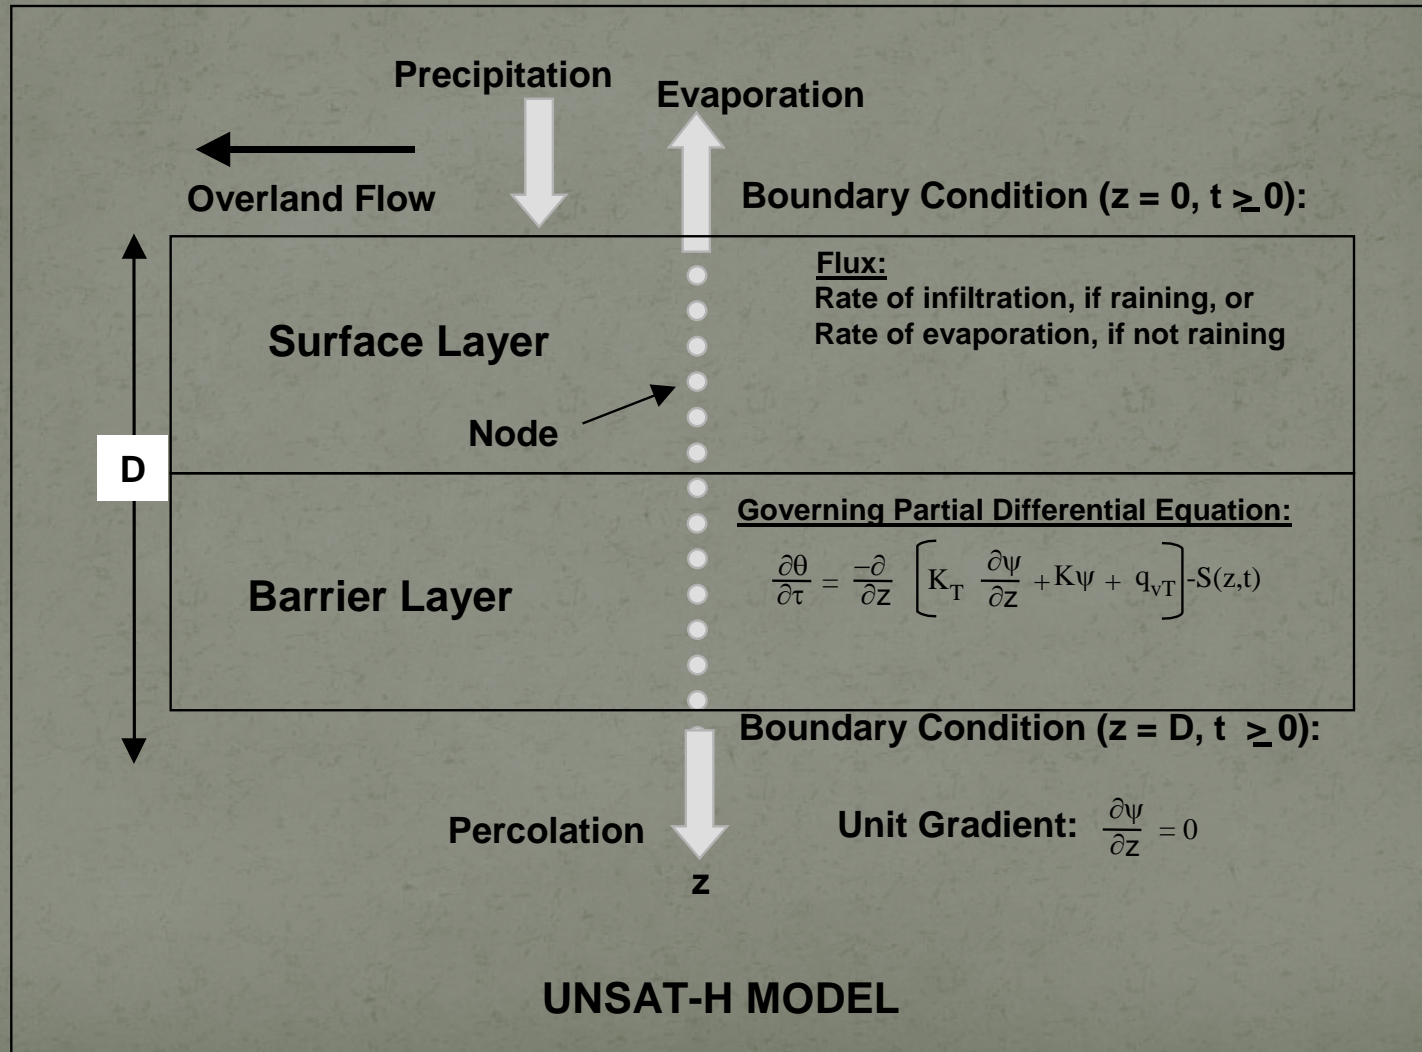 Precipitation
Evaporation
Overland Flow
Boundary Condition (z = 0, t ≥ 0):
Flux:
Rate of infiltration, if raining, or
Rate of evaporation, if not raining
Surface Layer
Node
D
Governing Partial Differential Equation:
∂θ/∂τ = −∂/∂z [K_T ∂ψ/∂z + Kψ + q_vT] -S(z,t)
Barrier Layer
Boundary Condition (z = D, t ≥ 0):
Percolation
Unit Gradient: ∂ψ/∂z = 0
z
UNSAT-H MODEL